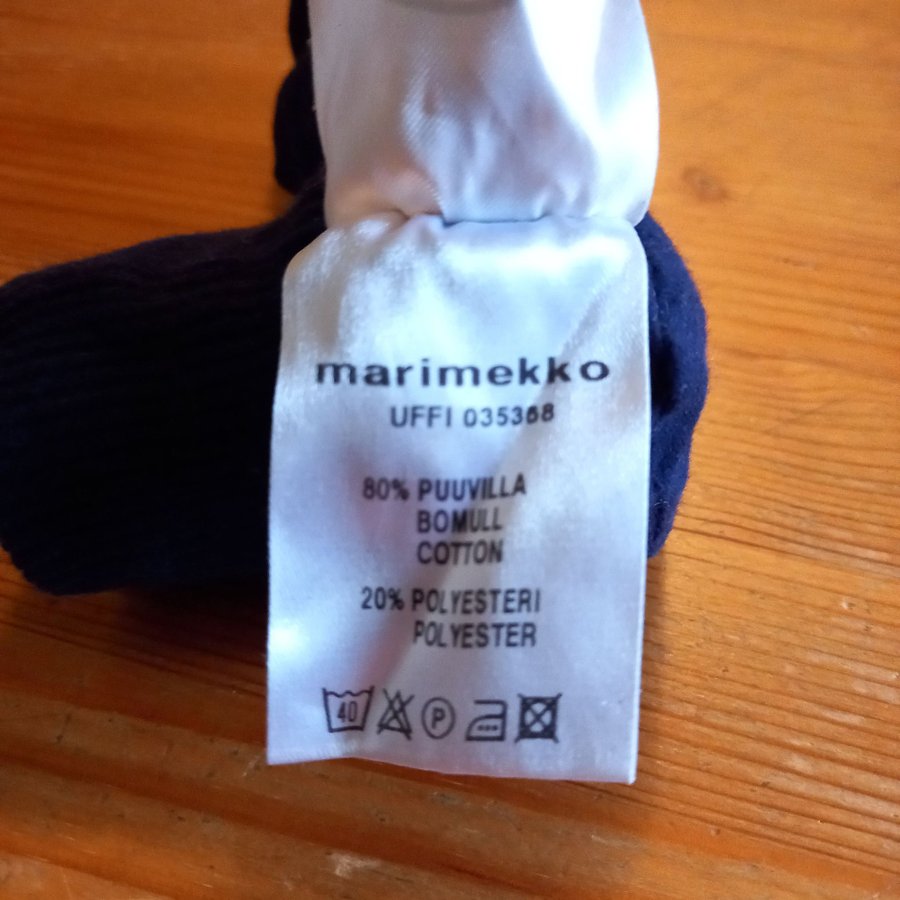 marimekko
UFFI 035368
80% PUUVILLA
BOMULL
COTTON
20% POLYESTERI
POLYESTER
40 P